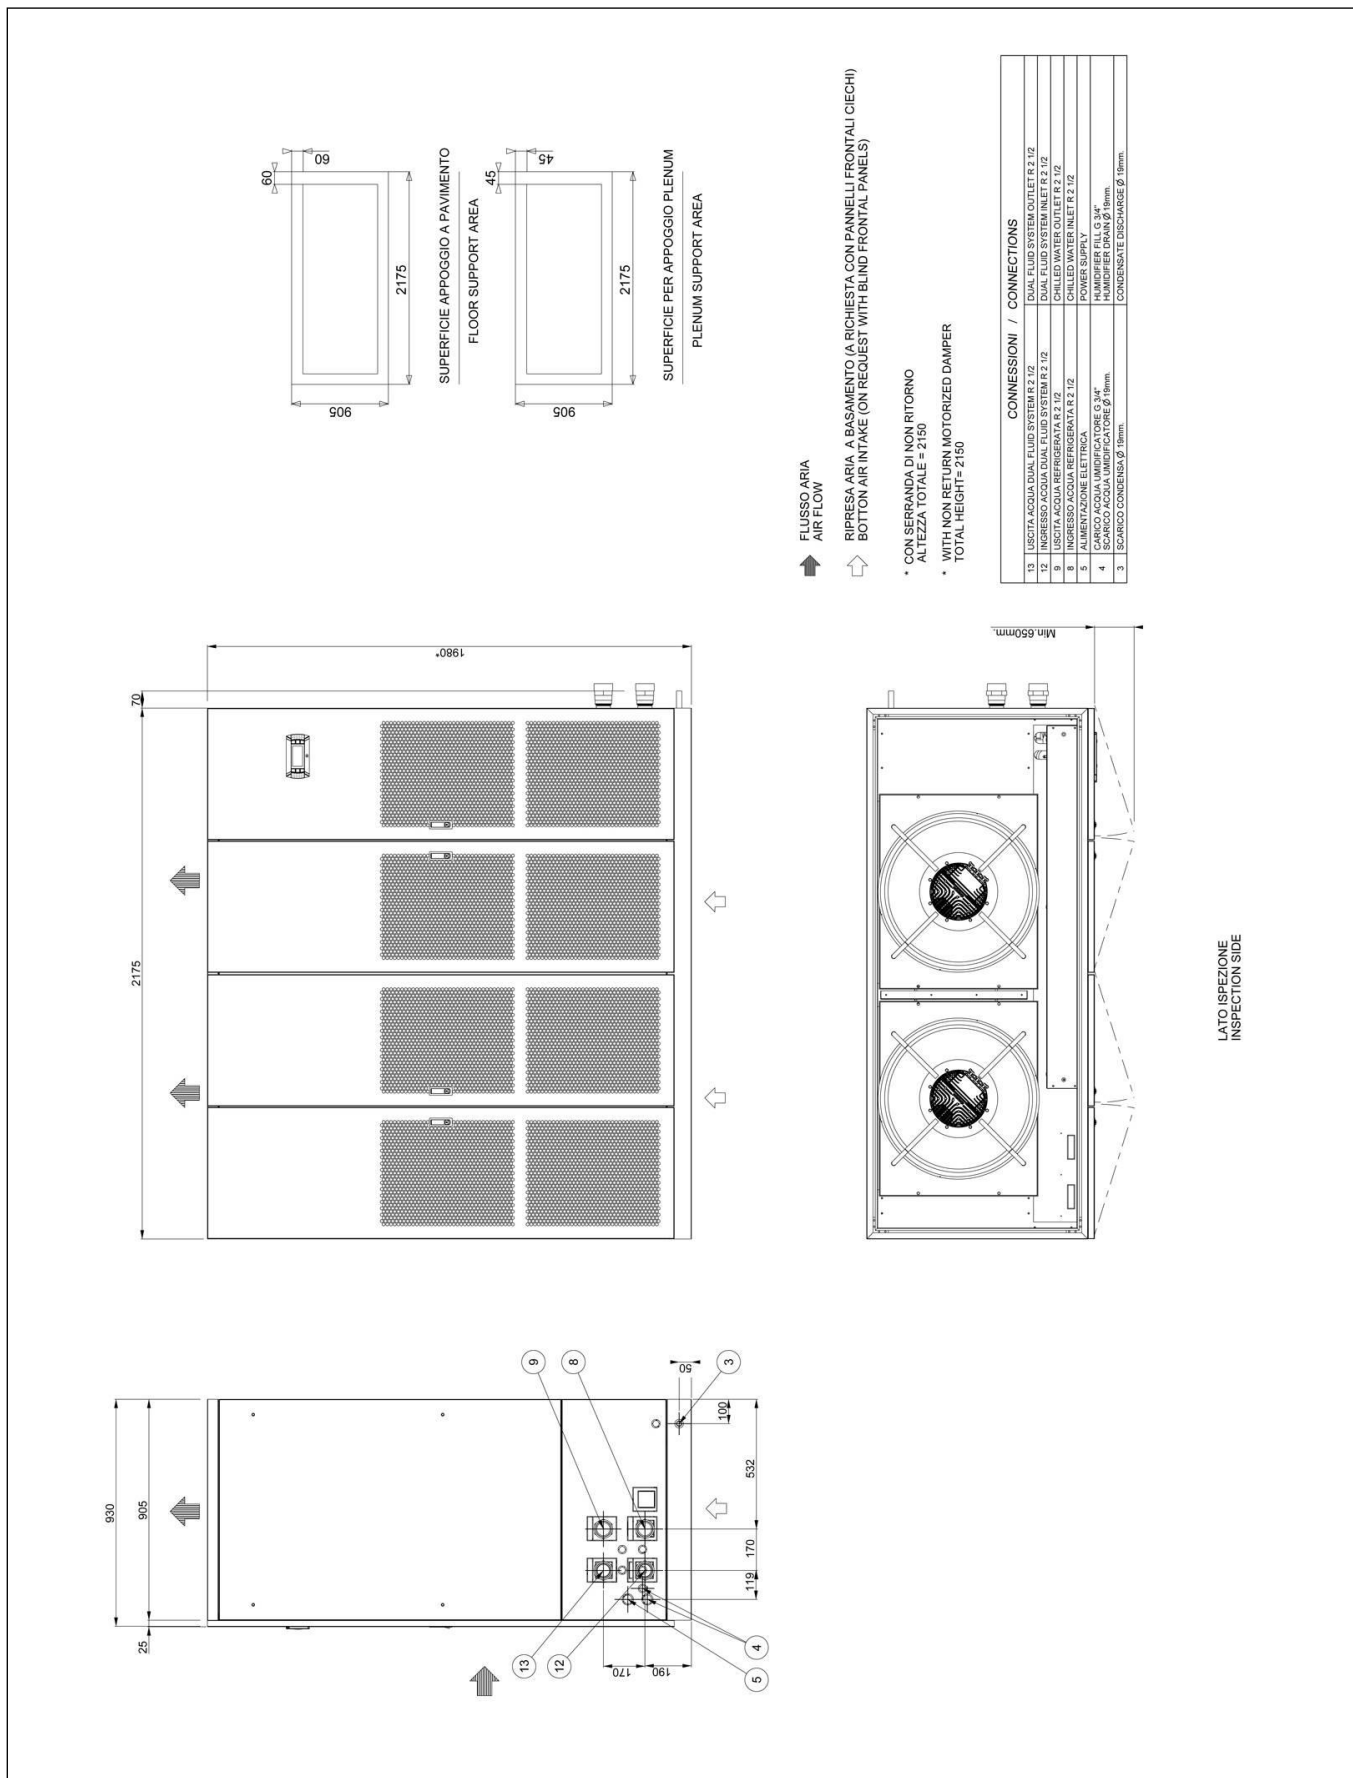 60
60
905
2175
SUPERFICIE APPOGGIO A PAVIMENTO
FLOOR SUPPORT AREA
45
45
905
2175
SUPERFICIE PER APPOGGIO PLENUM
PLENUM SUPPORT AREA
FLUSSO ARIA
AIR FLOW
RIPRESA ARIA A BASAMENTO (A RICHIESTA CON PANNELLI FRONTALI CIECHI)
BOTTON AIR INTAKE (ON REQUEST WITH BLIND FRONTAL PANELS)
* CON SERRANDA DI NON RITORNO
ALTEZZA TOTALE = 2150
* WITH NON RETURN MOTORIZED DAMPER
TOTAL HEIGHT= 2150
CONNESSIONI / CONNECTIONS
13 USCITA ACQUA DUAL FLUID SYSTEM R 2 1/2 DUAL FLUID SYSTEM OUTLET R 2 1/2
12 INGRESSO ACQUA DUAL FLUID SYSTEM R 2 1/2 DUAL FLUID SYSTEM INLET R 2 1/2
9 USCITA ACQUA REFRIGERATA R 2 1/2 CHILLED WATER OUTLET R 2 1/2
8 INGRESSO ACQUA REFRIGERATA R 2 1/2 CHILLED WATER INLET R 2 1/2
5 ALIMENTAZIONE ELETTRICA POWER SUPPLY
4 CARICO ACQUA UMIDIFICATORE G 3/4" HUMIDIFIER FILL G 3/4"
SCARICO ACQUA UMIDIFICATORE Ø 19mm. HUMIDIFIER DRAIN Ø 19mm.
3 SCARICO CONDENSA Ø 19mm. CONDENSATE DISCHARGE Ø 19mm.
2175
70
1980*
Min.650mm.
LATO ISPEZIONE
INSPECTION SIDE
930
905
25
9
8
3
50
100
532
170
119
13
12
170
190
4
5